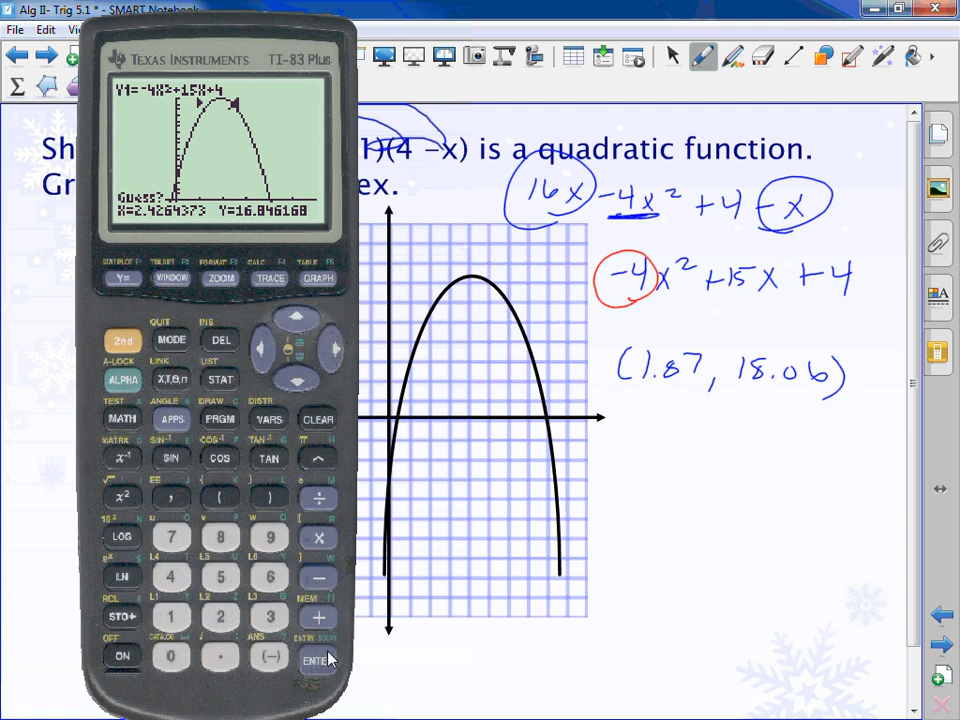 Alg II- Trig 5.1 * - SMART Notebook
File Edit
TEXAS INSTRUMENTS TI-83 Plus
Y1=-4X²+15X+4
Guess?
X=2.4264373 Y=16.846168
1)(4 –x) is a quadratic function.
16x -4x² +4 -x
-4x² +15x +4
(1.87, 18.06)
STAT PLOT F1 TBLSET F2 FORMAT F3 CALC F4 TABLE F5
Y= WINDOW ZOOM TRACE GRAPH
QUIT INS
2nd MODE DEL
A-LOCK LINK LIST
ALPHA X,T,Θ,n STAT
TEST A ANGLE B DRAW C DISTR
MATH APPS PRGM VARS CLEAR
MATRX D SIN⁻¹ E COS⁻¹ F TAN⁻¹ G π H
x⁻¹ SIN COS TAN ^
√ I EE J { K } L e M
x² , ( ) ÷
10ˣ N u O v P w Q [ R
LOG 7 8 9 ×
eˣ S L4 T L5 U L6 V ] W
LN 4 5 6 −
RCL X L1 Y L2 Z L3 θ MEM "
STO▸ 1 2 3 +
OFF CATALOG i ANS ? ENTRY SOLVE
ON 0 . (−) ENTE